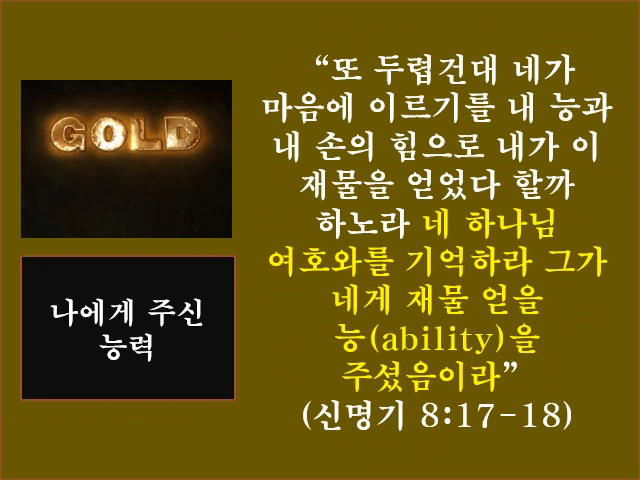 GOLD
나에게 주신
능력
“또 두렵건대 네가
마음에 이르기를 내 능과
내 손의 힘으로 내가 이
재물을 얻었다 할까
하노라 네 하나님
여호와를 기억하라 그가
네게 재물 얻을
능(ability)을
주셨음이라”
(신명기 8:17-18)